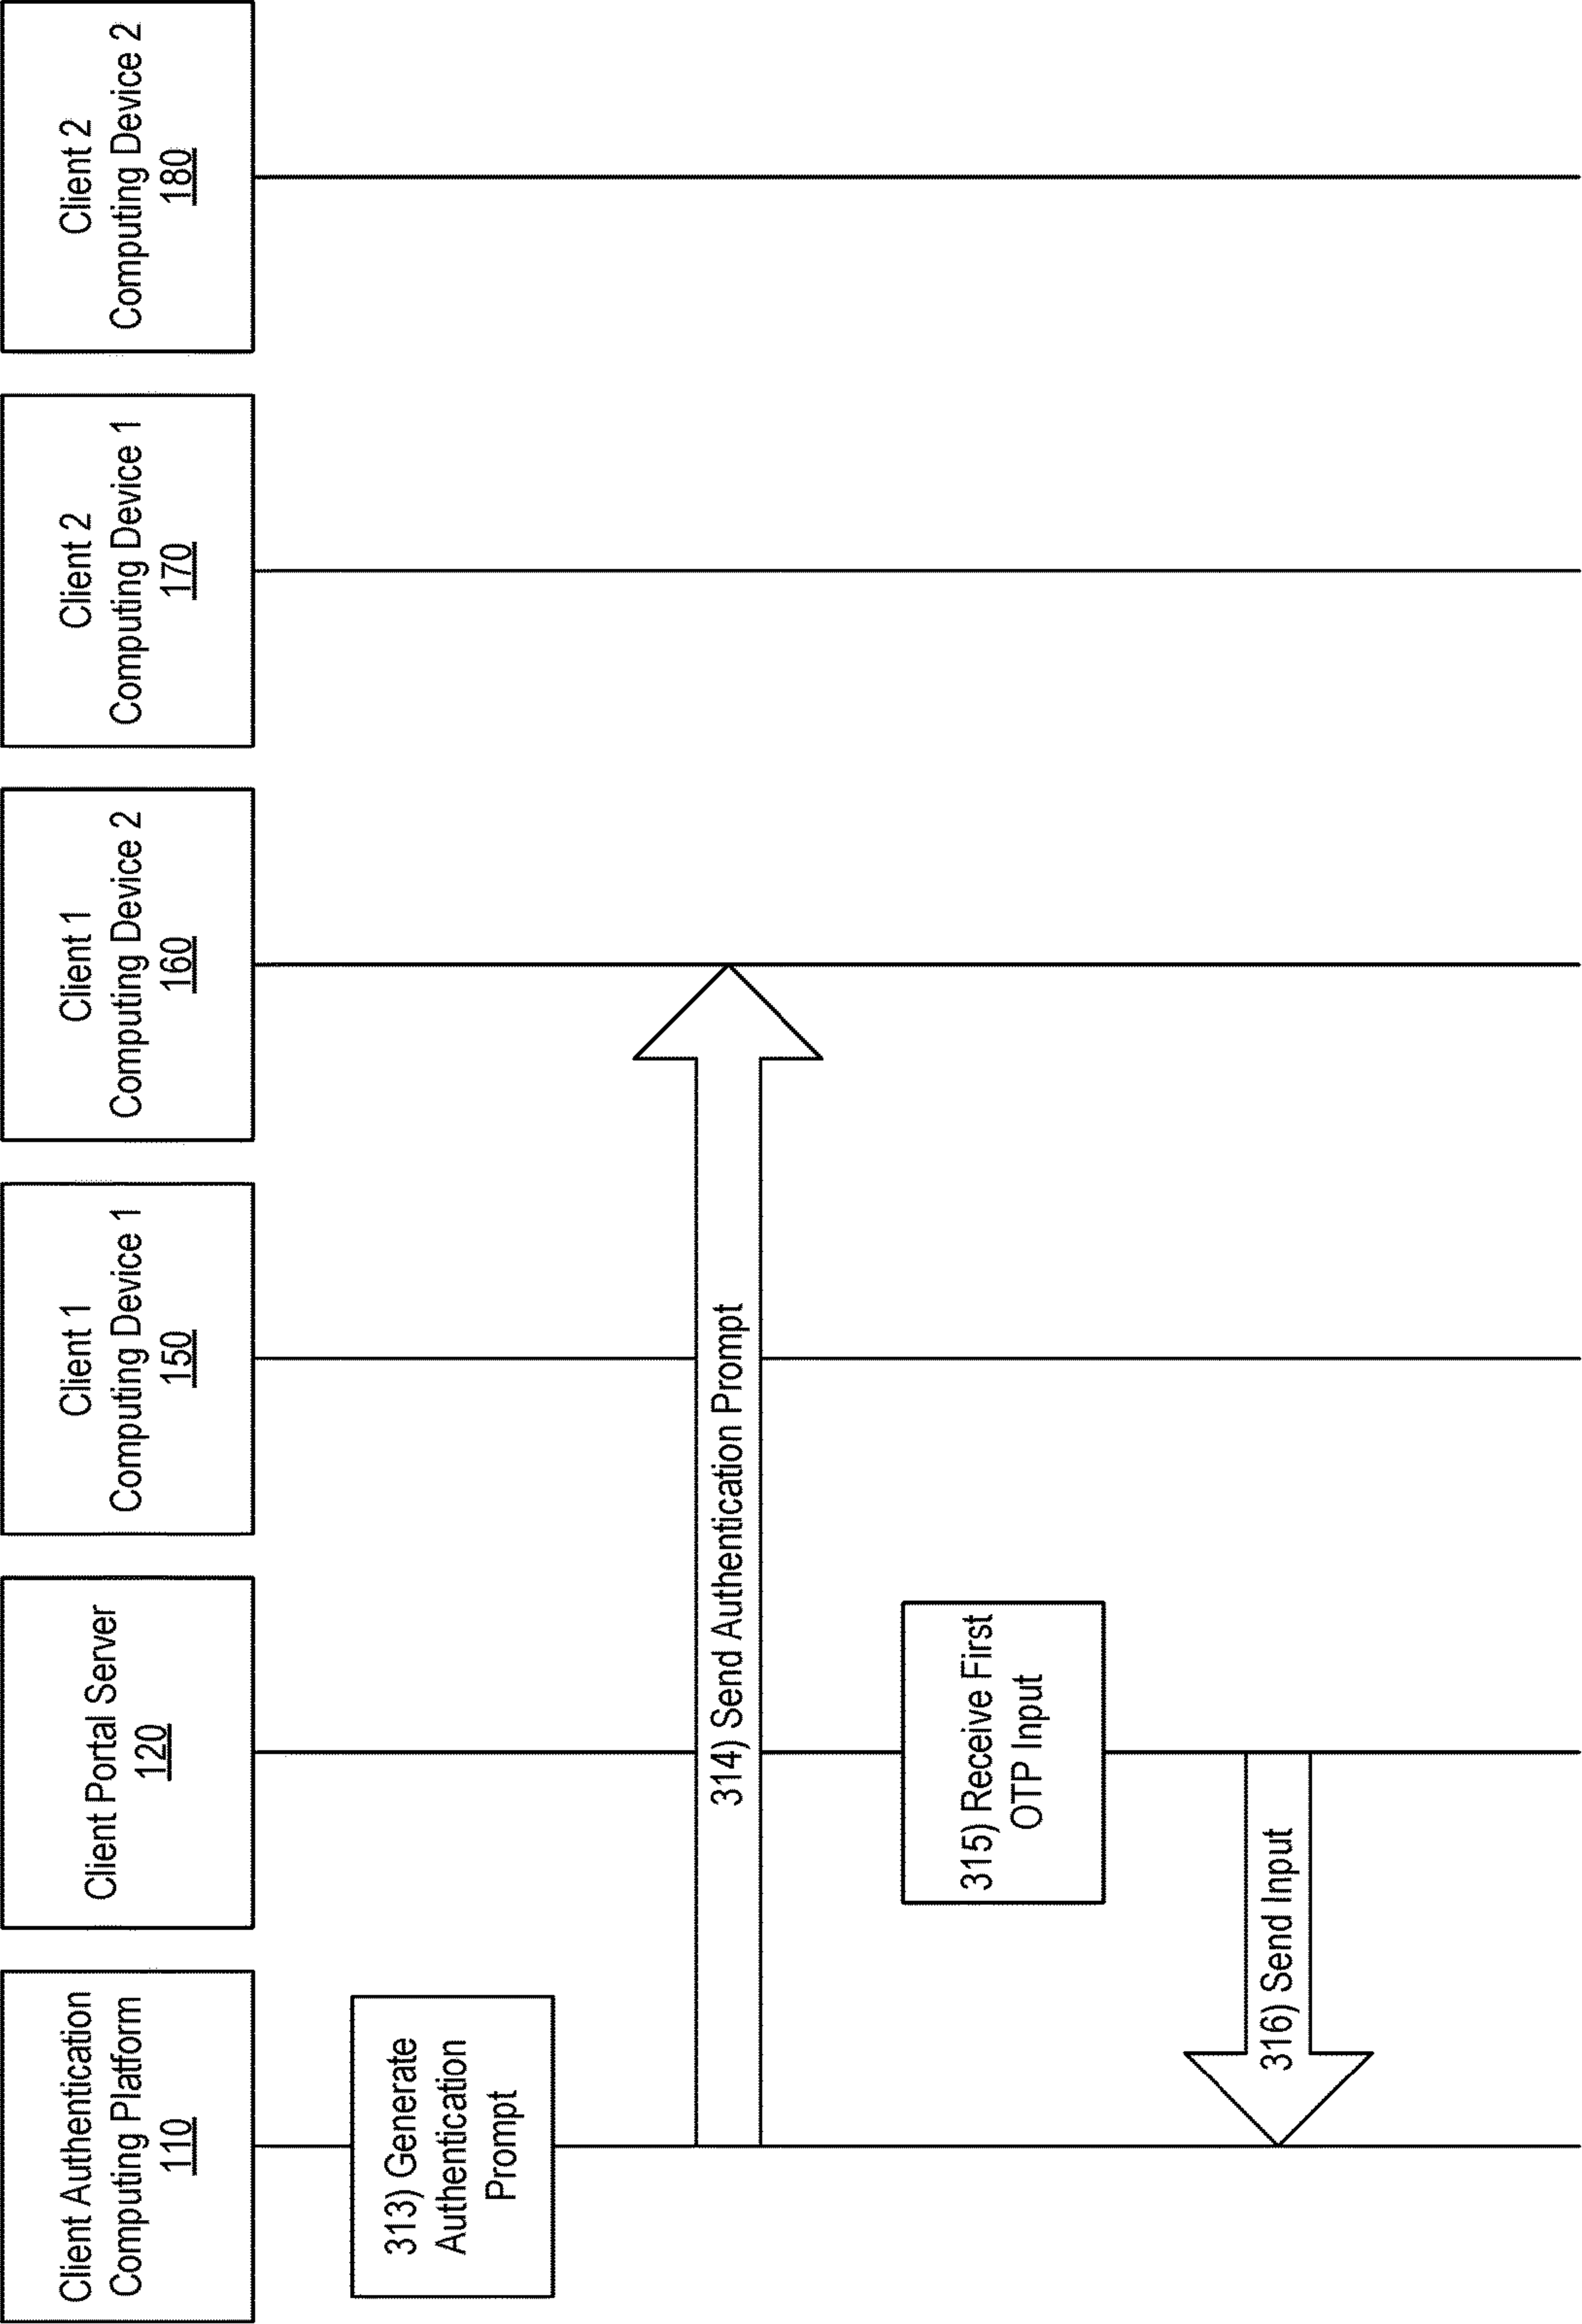 Client Authentication
Computing Platform
110
Client Portal Server
120
Client 1
Computing Device 1
150
Client 1
Computing Device 2
160
Client 2
Computing Device 1
170
Client 2
Computing Device 2
180
313) Generate
Authentication
Prompt
314) Send Authentication Prompt
315) Receive First
OTP Input
316) Send Input